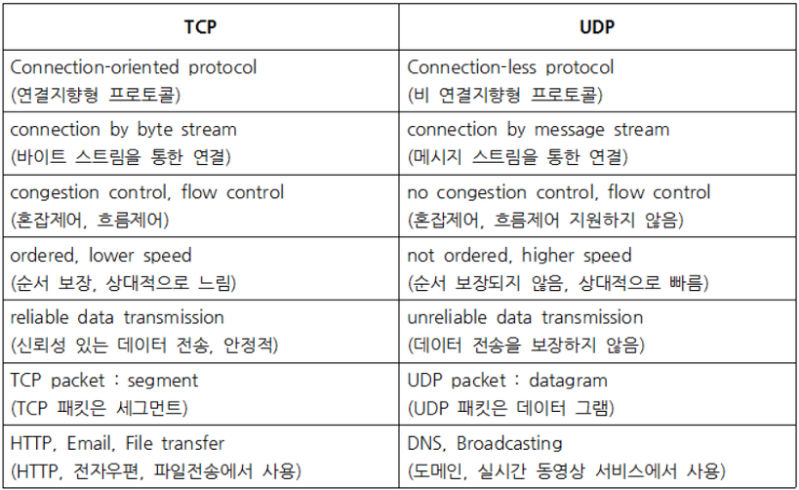 TCP
UDP
Connection-oriented protocol
(연결지향형 프로토콜)
Connection-less protocol
(비 연결지향형 프로토콜)
connection by byte stream
(바이트 스트림을 통한 연결)
connection by message stream
(메시지 스트림을 통한 연결)
congestion control, flow control
(혼잡제어, 흐름제어)
no congestion control, flow control
(혼잡제어, 흐름제어 지원하지 않음)
ordered, lower speed
(순서 보장, 상대적으로 느림)
not ordered, higher speed
(순서 보장되지 않음, 상대적으로 빠름)
reliable data transmission
(신뢰성 있는 데이터 전송, 안정적)
unreliable data transmission
(데이터 전송을 보장하지 않음)
TCP packet : segment
(TCP 패킷은 세그먼트)
UDP packet : datagram
(UDP 패킷은 데이터 그램)
HTTP, Email, File transfer
(HTTP, 전자우편, 파일전송에서 사용)
DNS, Broadcasting
(도메인, 실시간 동영상 서비스에서 사용)